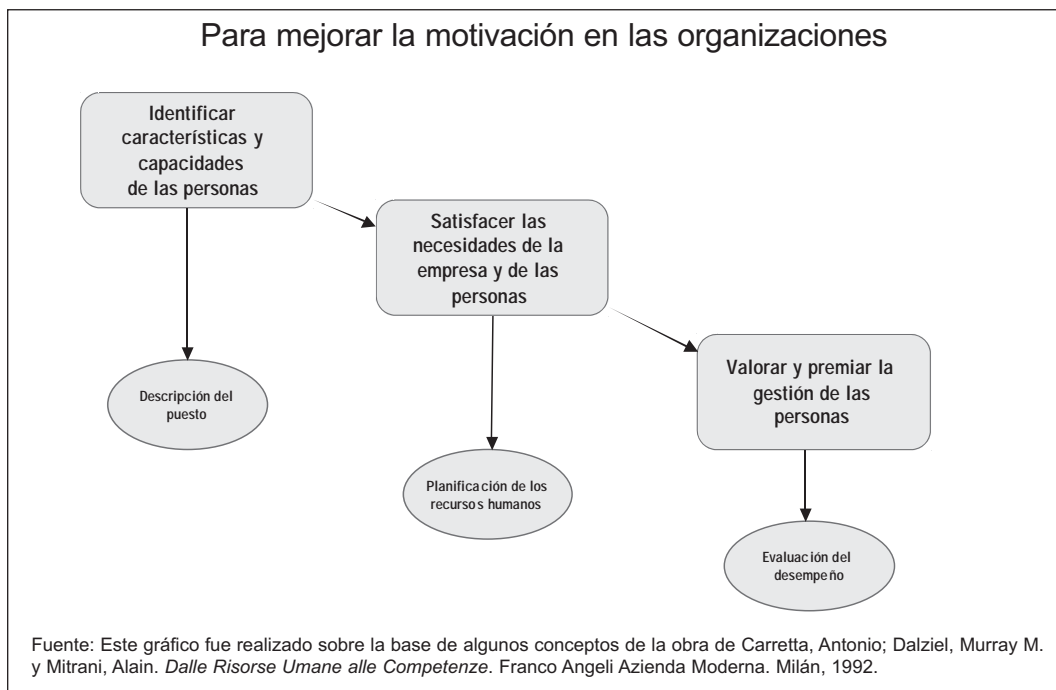 Para mejorar la motivación en las organizaciones
Identificar
características y
capacidades
de las personas
Satisfacer las
necesidades de la
empresa y de las
personas
Valorar y premiar la
gestión de las
personas
Descripción del
puesto
Planificación de los
recursos humanos
Evaluación del
desempeño
Fuente: Este gráfico fue realizado sobre la base de algunos conceptos de la obra de Carretta, Antonio; Dalziel, Murray M.
y Mitrani, Alain. Dalle Risorse Umane alle Competenze. Franco Angeli Azienda Moderna. Milán, 1992.